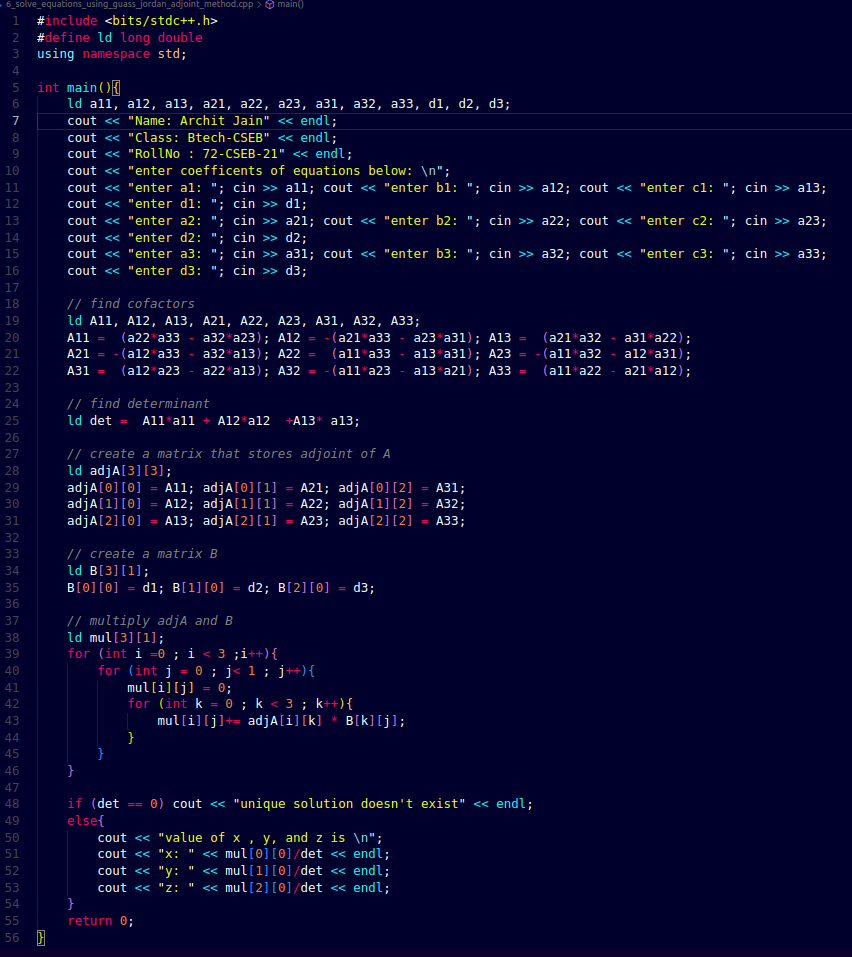 6_solve_equations_using_guass_jordan_adjoint_method.cpp > main()
1 #include <bits/stdc++.h>
2 #define ld long double
3 using namespace std;
4
5 int main(){
6 ld a11, a12, a13, a21, a22, a23, a31, a32, a33, d1, d2, d3;
7 cout << "Name: Archit Jain" << endl;
8 cout << "Class: Btech-CSEB" << endl;
9 cout << "RollNo : 72-CSEB-21" << endl;
10 cout << "enter coefficents of equations below: \n";
11 cout << "enter a1: "; cin >> a11; cout << "enter b1: "; cin >> a12; cout << "enter c1: "; cin >> a13;
12 cout << "enter d1: "; cin >> d1;
13 cout << "enter a2: "; cin >> a21; cout << "enter b2: "; cin >> a22; cout << "enter c2: "; cin >> a23;
14 cout << "enter d2: "; cin >> d2;
15 cout << "enter a3: "; cin >> a31; cout << "enter b3: "; cin >> a32; cout << "enter c3: "; cin >> a33;
16 cout << "enter d3: "; cin >> d3;
17
18 // find cofactors
19 ld A11, A12, A13, A21, A22, A23, A31, A32, A33;
20 A11 =  (a22*a33 - a32*a23); A12 = -(a21*a33 - a23*a31); A13 =  (a21*a32 - a31*a22);
21 A21 = -(a12*a33 - a32*a13); A22 =  (a11*a33 - a13*a31); A23 = -(a11*a32 - a12*a31);
22 A31 =  (a12*a23 - a22*a13); A32 = -(a11*a23 - a13*a21); A33 =  (a11*a22 - a21*a12);
23
24 // find determinant
25 ld det =  A11*a11 + A12*a12  +A13* a13;
26
27 // create a matrix that stores adjoint of A
28 ld adjA[3][3];
29 adjA[0][0] = A11; adjA[0][1] = A21; adjA[0][2] = A31;
30 adjA[1][0] = A12; adjA[1][1] = A22; adjA[1][2] = A32;
31 adjA[2][0] = A13; adjA[2][1] = A23; adjA[2][2] = A33;
32
33 // create a matrix B
34 ld B[3][1];
35 B[0][0] = d1; B[1][0] = d2; B[2][0] = d3;
36
37 // multiply adjA and B
38 ld mul[3][1];
39 for (int i =0 ; i < 3 ;i++){
40 for (int j = 0 ; j< 1 ; j++){
41 mul[i][j] = 0;
42 for (int k = 0 ; k < 3 ; k++){
43 mul[i][j]+= adjA[i][k] * B[k][j];
44 }
45 }
46 }
47
48 if (det == 0) cout << "unique solution doesn't exist" << endl;
49 else{
50 cout << "value of x , y, and z is \n";
51 cout << "x: " << mul[0][0]/det << endl;
52 cout << "y: " << mul[1][0]/det << endl;
53 cout << "z: " << mul[2][0]/det << endl;
54 }
55 return 0;
56 }